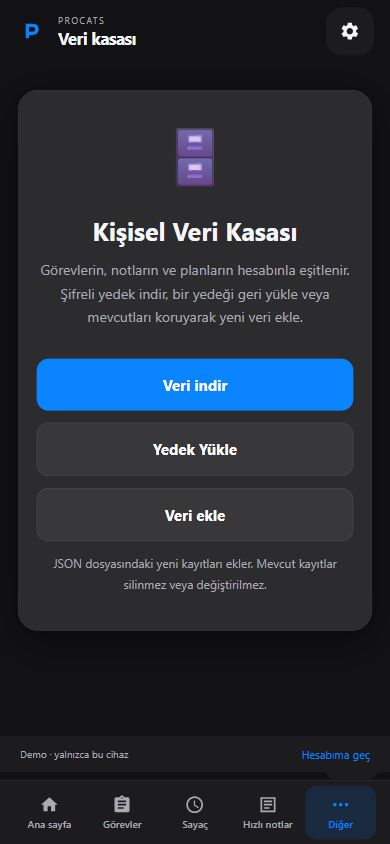 PROCATS
Veri kasası
Kişisel Veri Kasası
Görevlerin, notların ve planların hesabınla eşitlenir.
Şifreli yedek indir, bir yedeği geri yükle veya
mevcutları koruyarak yeni veri ekle.
Veri indir
Yedek Yükle
Veri ekle
JSON dosyasındaki yeni kayıtları ekler. Mevcut kayıtlar
silinmez veya değiştirilmez.
Demo · yalnızca bu cihaz
Hesabıma geç
Ana sayfa
Görevler
Sayaç
Hızlı notlar
Diğer